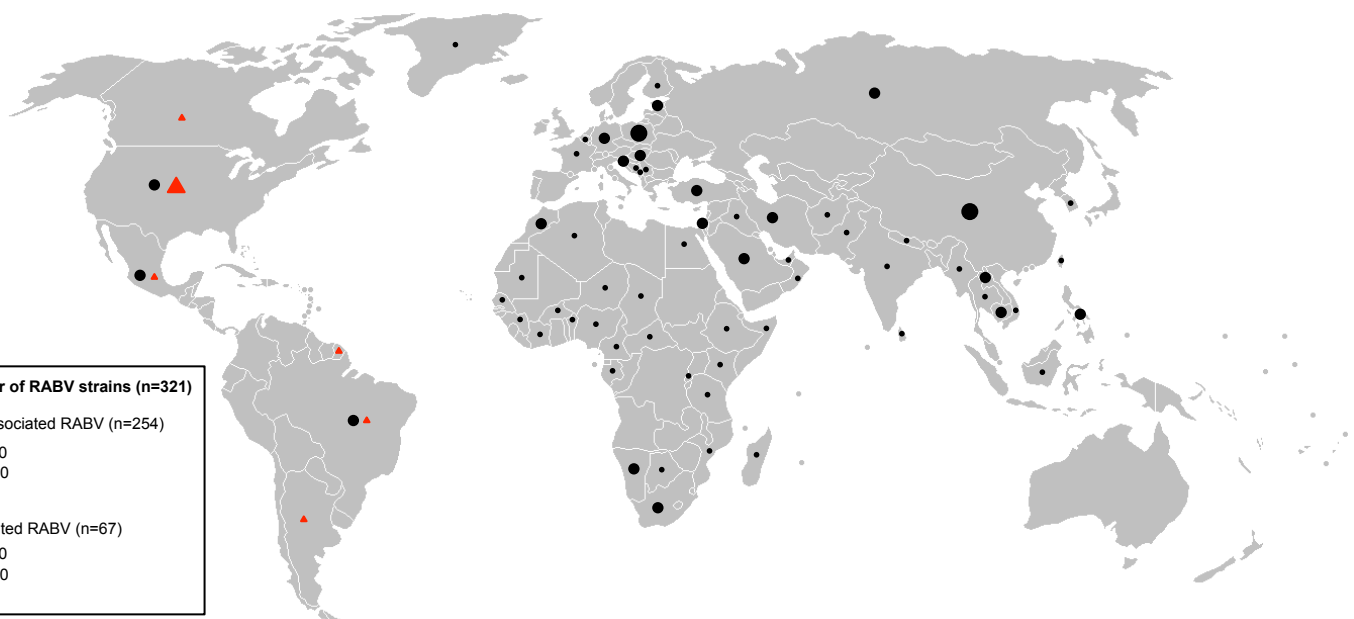 r of RABV strains (n=321)
sociated RABV (n=254)
0
0
ted RABV (n=67)
0
0